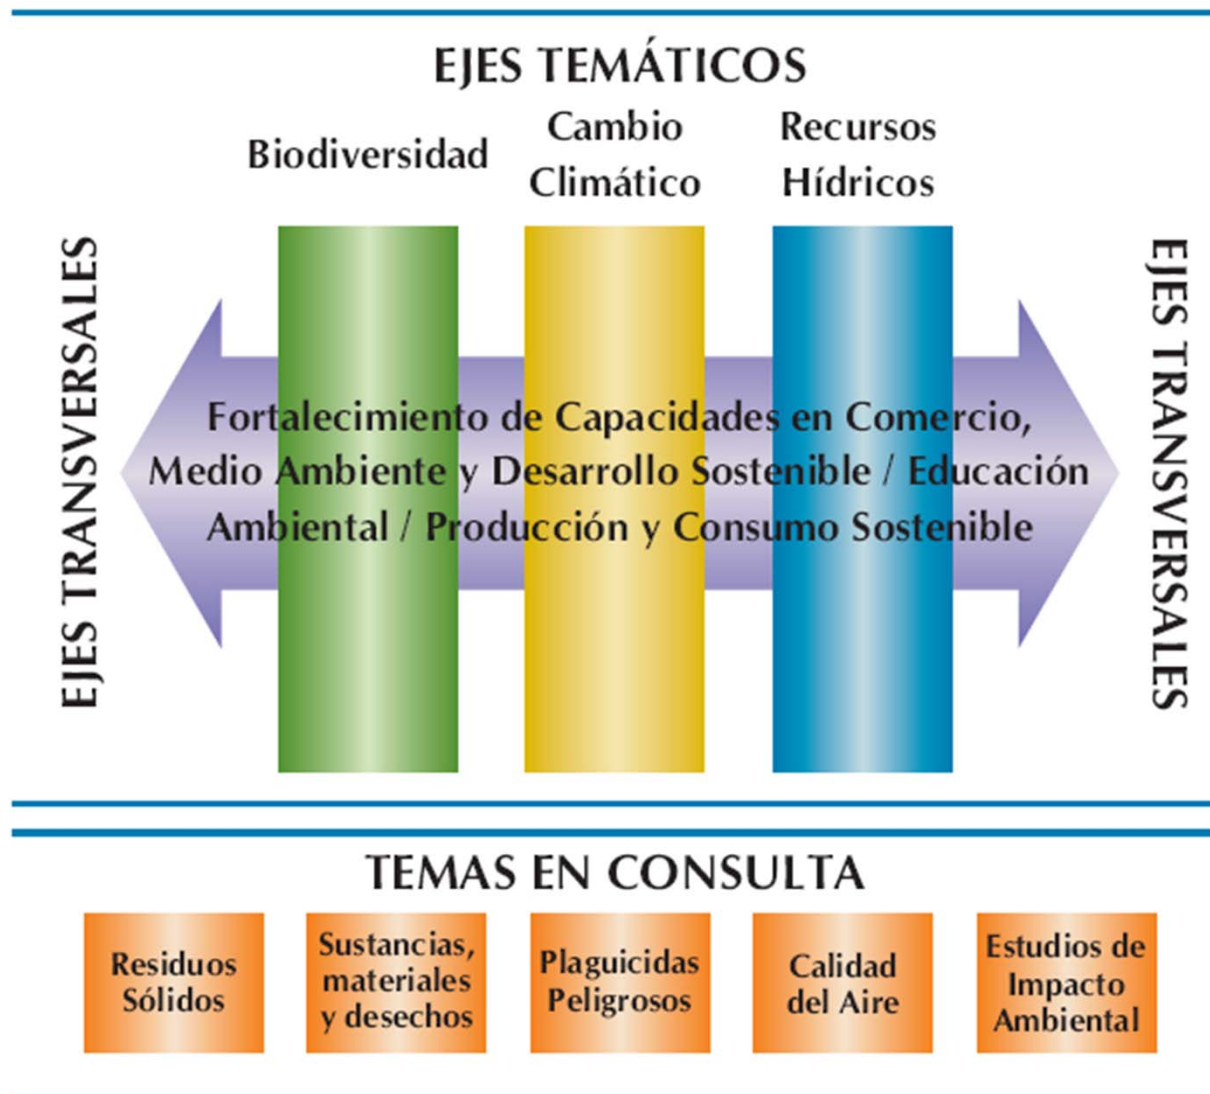 EJES TEMÁTICOS
Biodiversidad
Cambio
Climático
Recursos
Hídricos
EJES TRANSVERSALES
Fortalecimiento de Capacidades en Comercio,
Medio Ambiente y Desarrollo Sostenible / Educación
Ambiental / Producción y Consumo Sostenible
EJES TRANSVERSALES
TEMAS EN CONSULTA
Residuos
Sólidos
Sustancias,
materiales
y desechos
Plaguicidas
Peligrosos
Calidad
del Aire
Estudios de
Impacto
Ambiental